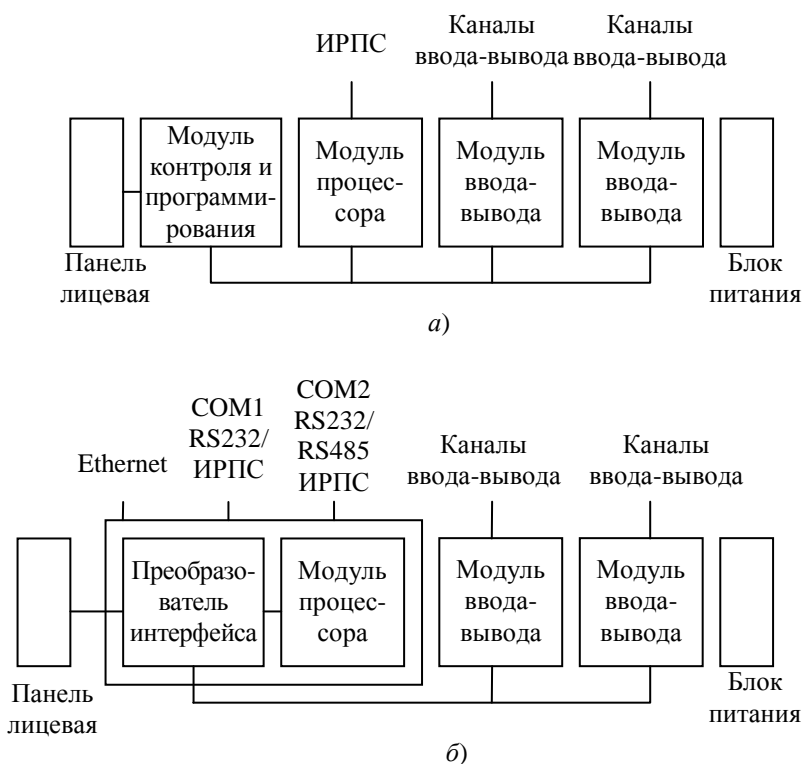 ИРПС
Каналы
ввода-вывода
Каналы
ввода-вывода
Модуль
контроля и
программи-
рования
Модуль
процес-
сора
Модуль
ввода-
вывода
Модуль
ввода-
вывода
Панель
лицевая
Блок
питания
а)
Ethernet
COM1
RS232/
ИРПС
COM2
RS232/
RS485
ИРПС
Каналы
ввода-вывода
Каналы
ввода-вывода
Преобразо-
ватель
интерфейса
Модуль
процес-
сора
Модуль
ввода-
вывода
Модуль
ввода-
вывода
Панель
лицевая
Блок
питания
б)